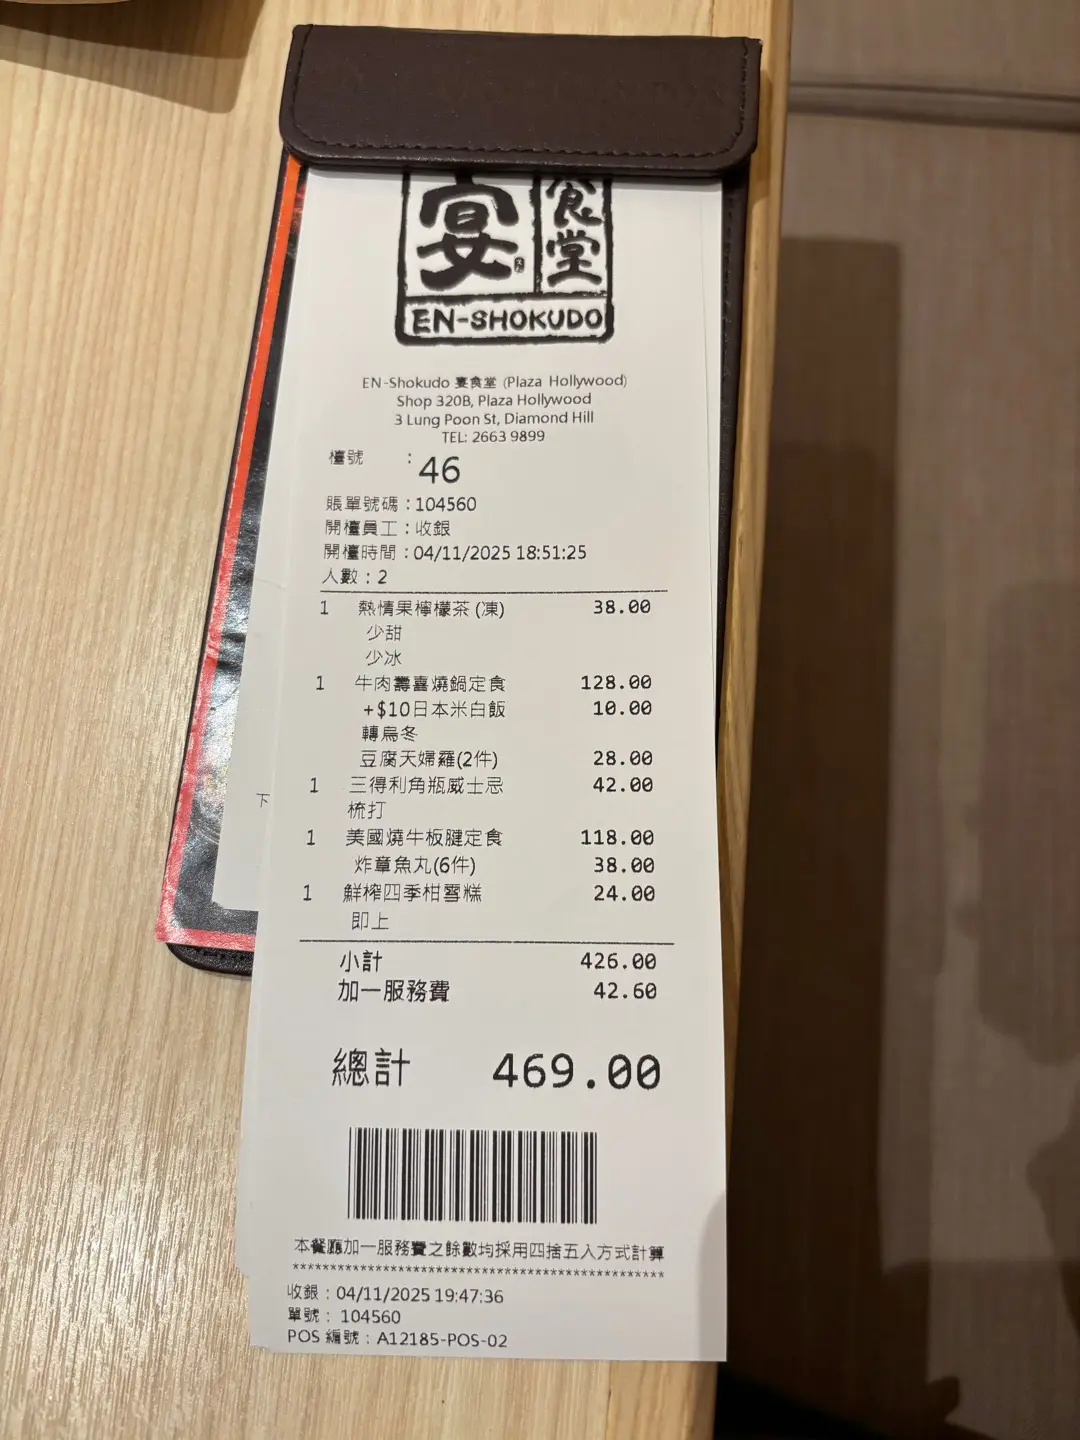 宴 食堂
EN-SHOKUDO
EN-Shokudo 宴食堂 (Plaza Hollywood)
Shop 320B, Plaza Hollywood
3 Lung Poon St, Diamond Hill
TEL: 2663 9899
檯號 : 46
賬單號碼 : 104560
開檯員工 : 收銀
開檯時間 : 04/11/2025 18:51:25
人數 : 2
1 熱情果檸檬茶 (凍) 38.00
少甜
少冰
1 牛肉壽喜燒鍋定食 128.00
+$10日本米白飯 10.00
轉烏冬
豆腐天婦羅(2件) 28.00
1 三得利角瓶威士忌 42.00
梳打
1 美國燒牛板腱定食 118.00
炸章魚丸(6件) 38.00
1 鮮榨四季柑雪糕 24.00
即上
小計 426.00
加一服務費 42.60
總計 469.00
本餐廳加一服務費之餘數均採用四捨五入方式計算
************************************************
收銀 : 04/11/2025 19:47:36
單號 : 104560
POS 編號 : A12185-POS-02
下